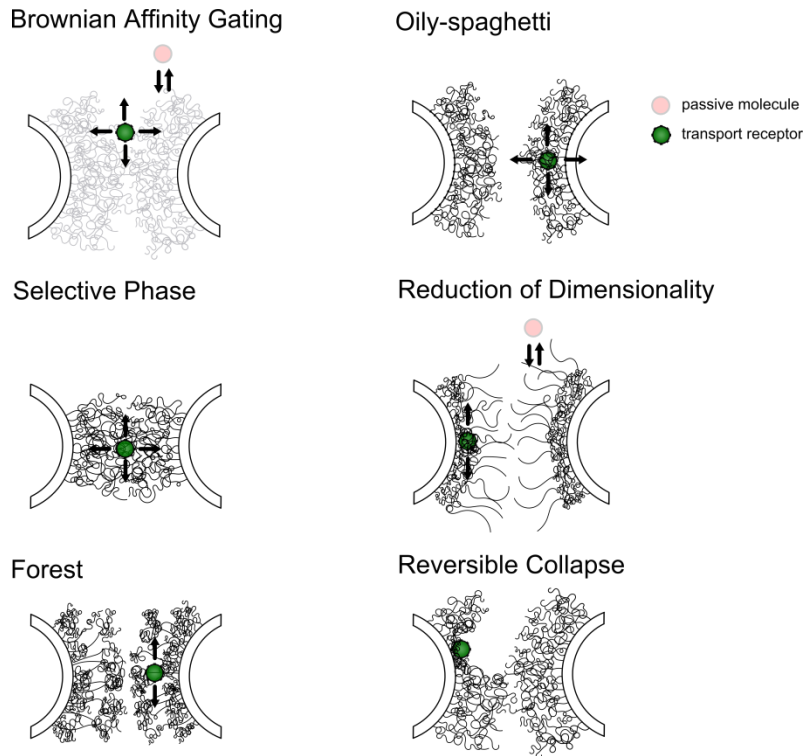 Brownian Affinity Gating
Oily-spaghetti
passive molecule
transport receptor
Selective Phase
Reduction of Dimensionality
Forest
Reversible Collapse